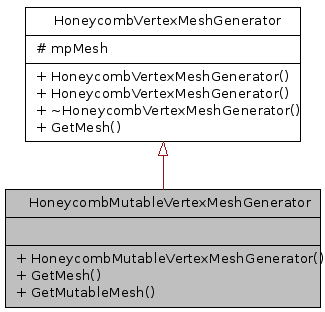 HoneycombVertexMeshGenerator
# mpMesh
+ HoneycombVertexMeshGenerator()
+ HoneycombVertexMeshGenerator()
+ ~HoneycombVertexMeshGenerator()
+ GetMesh()
HoneycombMutableVertexMeshGenerator
+ HoneycombMutableVertexMeshGenerator()
+ GetMesh()
+ GetMutableMesh()